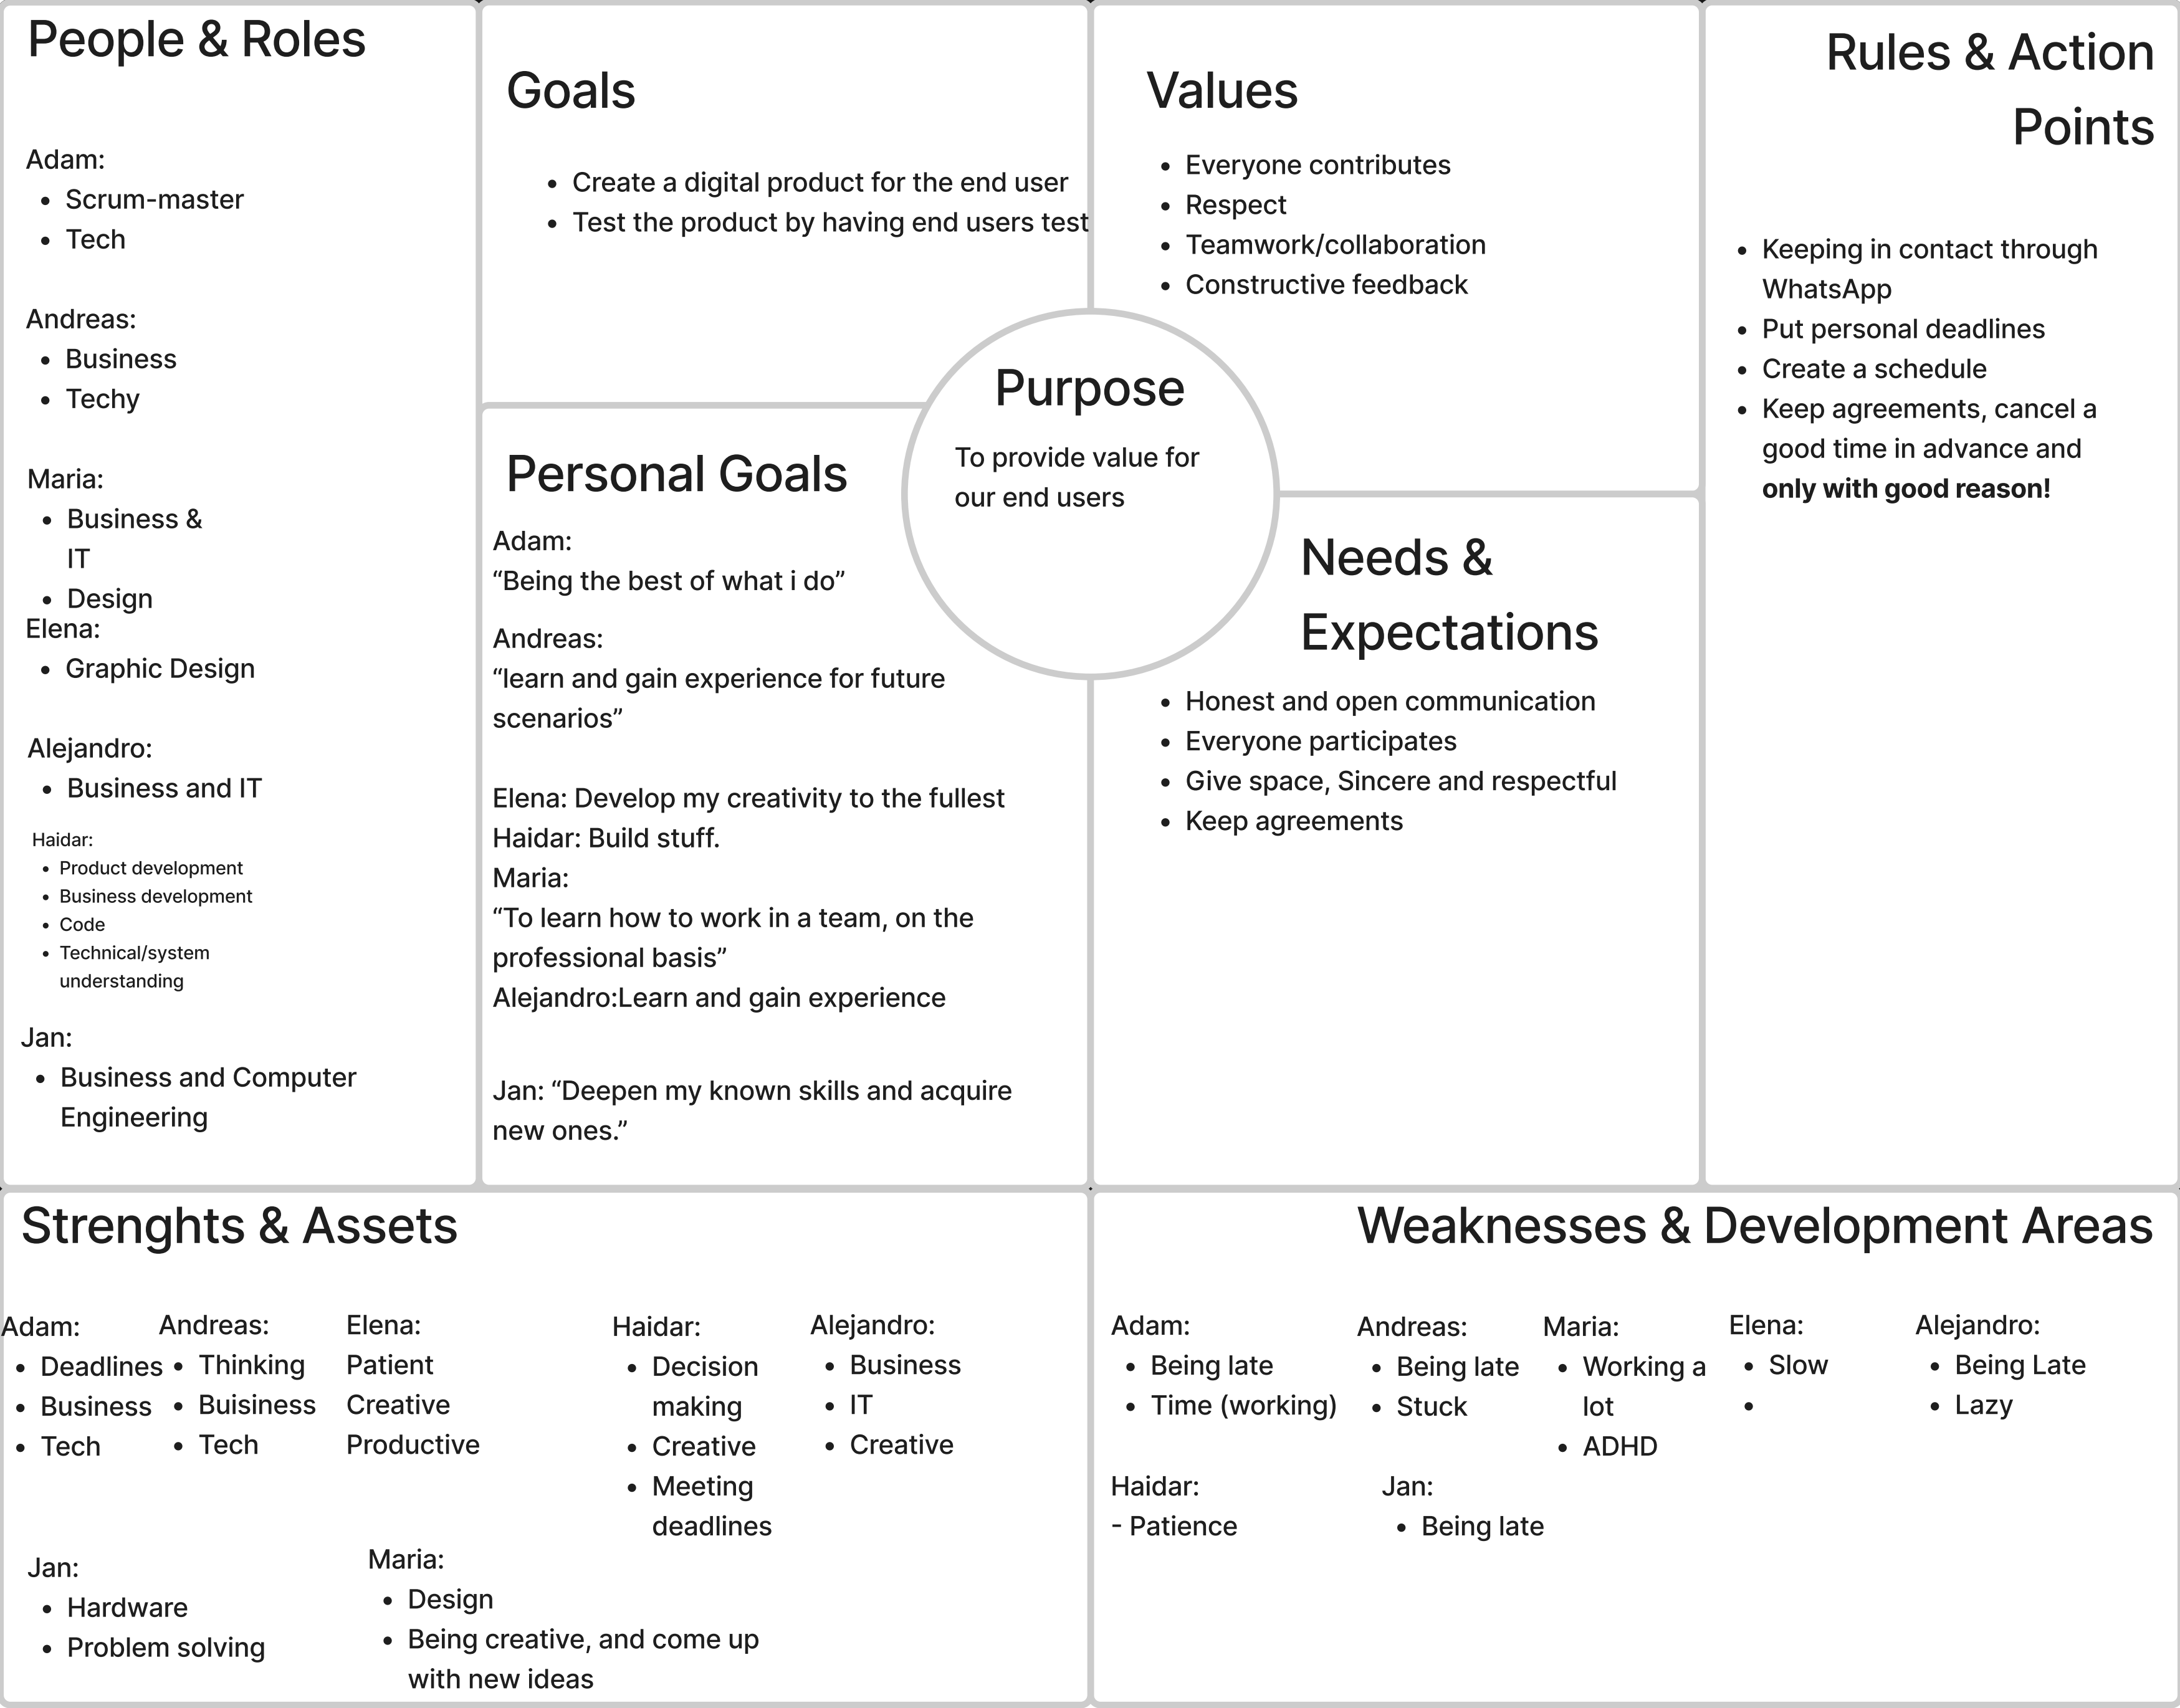 People & Roles
Adam:
• Scrum-master
• Tech
Andreas:
• Business
• Techy
Maria:
• Business &
IT
• Design
Elena:
• Graphic Design
Alejandro:
• Business and IT
Haidar:
• Product development
• Business development
• Code
• Technical/system
understanding
Jan:
• Business and Computer
Engineering
Goals
• Create a digital product for the end user
• Test the product by having end users test
Personal Goals
Adam:
“Being the best of what i do”
Andreas:
“learn and gain experience for future
scenarios”
Elena: Develop my creativity to the fullest
Haidar: Build stuff.
Maria:
“To learn how to work in a team, on the
professional basis”
Alejandro:Learn and gain experience
Jan: “Deepen my known skills and acquire
new ones.”
Purpose
To provide value for
our end users
Values
• Everyone contributes
• Respect
• Teamwork/collaboration
• Constructive feedback
Needs &
Expectations
• Honest and open communication
• Everyone participates
• Give space, Sincere and respectful
• Keep agreements
Rules & Action
Points
• Keeping in contact through
WhatsApp
• Put personal deadlines
• Create a schedule
• Keep agreements, cancel a
good time in advance and
only with good reason!
Strenghts & Assets
Adam:
• Deadlines
• Business
• Tech
Andreas:
• Thinking
• Buisiness
• Tech
Elena:
Patient
Creative
Productive
Haidar:
• Decision
making
• Creative
• Meeting
deadlines
Alejandro:
• Business
• IT
• Creative
Jan:
• Hardware
• Problem solving
Maria:
• Design
• Being creative, and come up
with new ideas
Weaknesses & Development Areas
Adam:
• Being late
• Time (working)
Andreas:
• Being late
• Stuck
Maria:
• Working a
lot
• ADHD
Elena:
• Slow
•
Alejandro:
• Being Late
• Lazy
Haidar:
- Patience
Jan:
• Being late